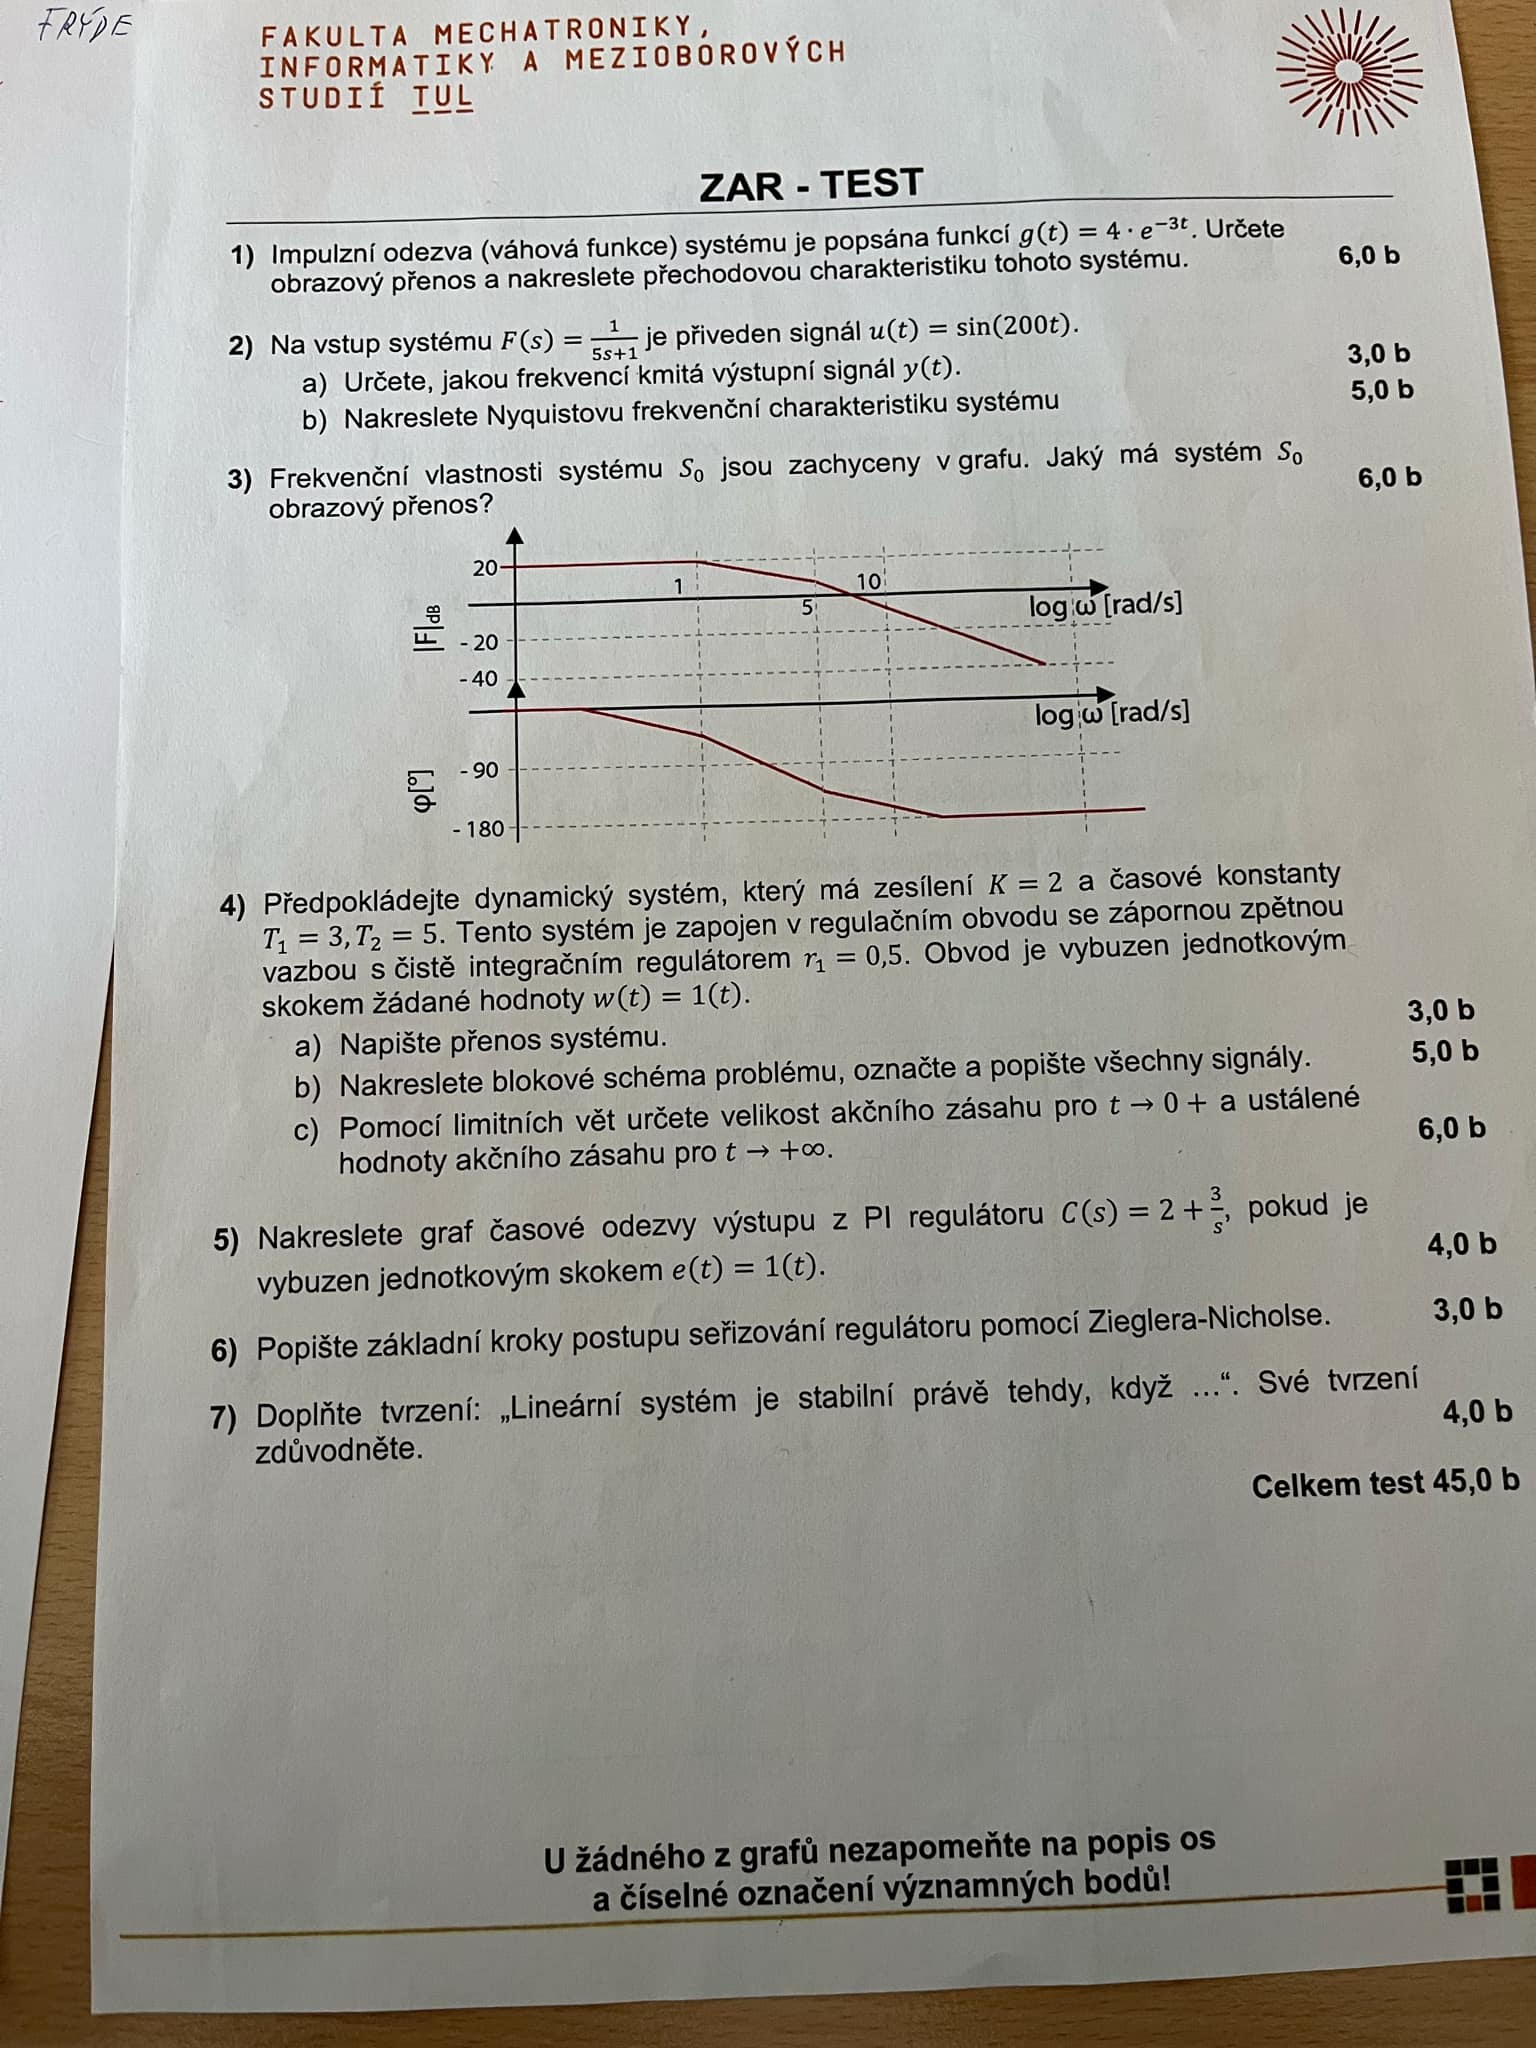 FRÝDE
FAKULTA MECHATRONIKY,
INFORMATIKY A MEZIOBOROVÝCH
STUDIÍ TUL
ZAR - TEST
1) Impulzní odezva (váhová funkce) systému je popsána funkcí g(t) = 4 · e^{−3t}. Určete
obrazový přenos a nakreslete přechodovou charakteristiku tohoto systému. 6,0 b
2) Na vstup systému F(s) = 1/(5s+1) je přiveden signál u(t) = sin(200t).
a) Určete, jakou frekvencí kmitá výstupní signál y(t). 3,0 b
b) Nakreslete Nyquistovu frekvenční charakteristiku systému 5,0 b
3) Frekvenční vlastnosti systému S₀ jsou zachyceny v grafu. Jaký má systém S₀
obrazový přenos? 6,0 b
|F|dB
20
- 20
- 40
1
5
10
log ω [rad/s]
φ[°]
- 90
- 180
log ω [rad/s]
4) Předpokládejte dynamický systém, který má zesílení K = 2 a časové konstanty
T₁ = 3, T₂ = 5. Tento systém je zapojen v regulačním obvodu se zápornou zpětnou
vazbou s čistě integračním regulátorem r₁ = 0,5. Obvod je vybuzen jednotkovým
skokem žádané hodnoty w(t) = 1(t).
a) Napište přenos systému. 3,0 b
b) Nakreslete blokové schéma problému, označte a popište všechny signály. 5,0 b
c) Pomocí limitních vět určete velikost akčního zásahu pro t → 0 + a ustálené
hodnoty akčního zásahu pro t → +∞. 6,0 b
5) Nakreslete graf časové odezvy výstupu z PI regulátoru C(s) = 2 + 3/s, pokud je
vybuzen jednotkovým skokem e(t) = 1(t). 4,0 b
6) Popište základní kroky postupu seřizování regulátoru pomocí Zieglera-Nicholse. 3,0 b
7) Doplňte tvrzení: „Lineární systém je stabilní právě tehdy, když ...“. Své tvrzení
zdůvodněte. 4,0 b
Celkem test 45,0 b
U žádného z grafů nezapomeňte na popis os
a číselné označení významných bodů!